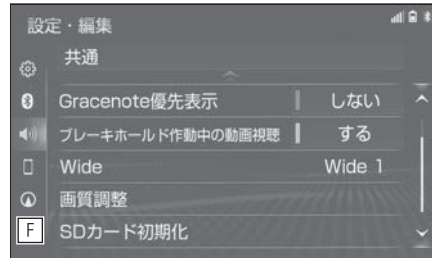 設定・編集
共通
Gracenote優先表示 しない
ブレーキホールド作動中の動画視聴 する
Wide Wide 1
画質調整
F SDカード初期化